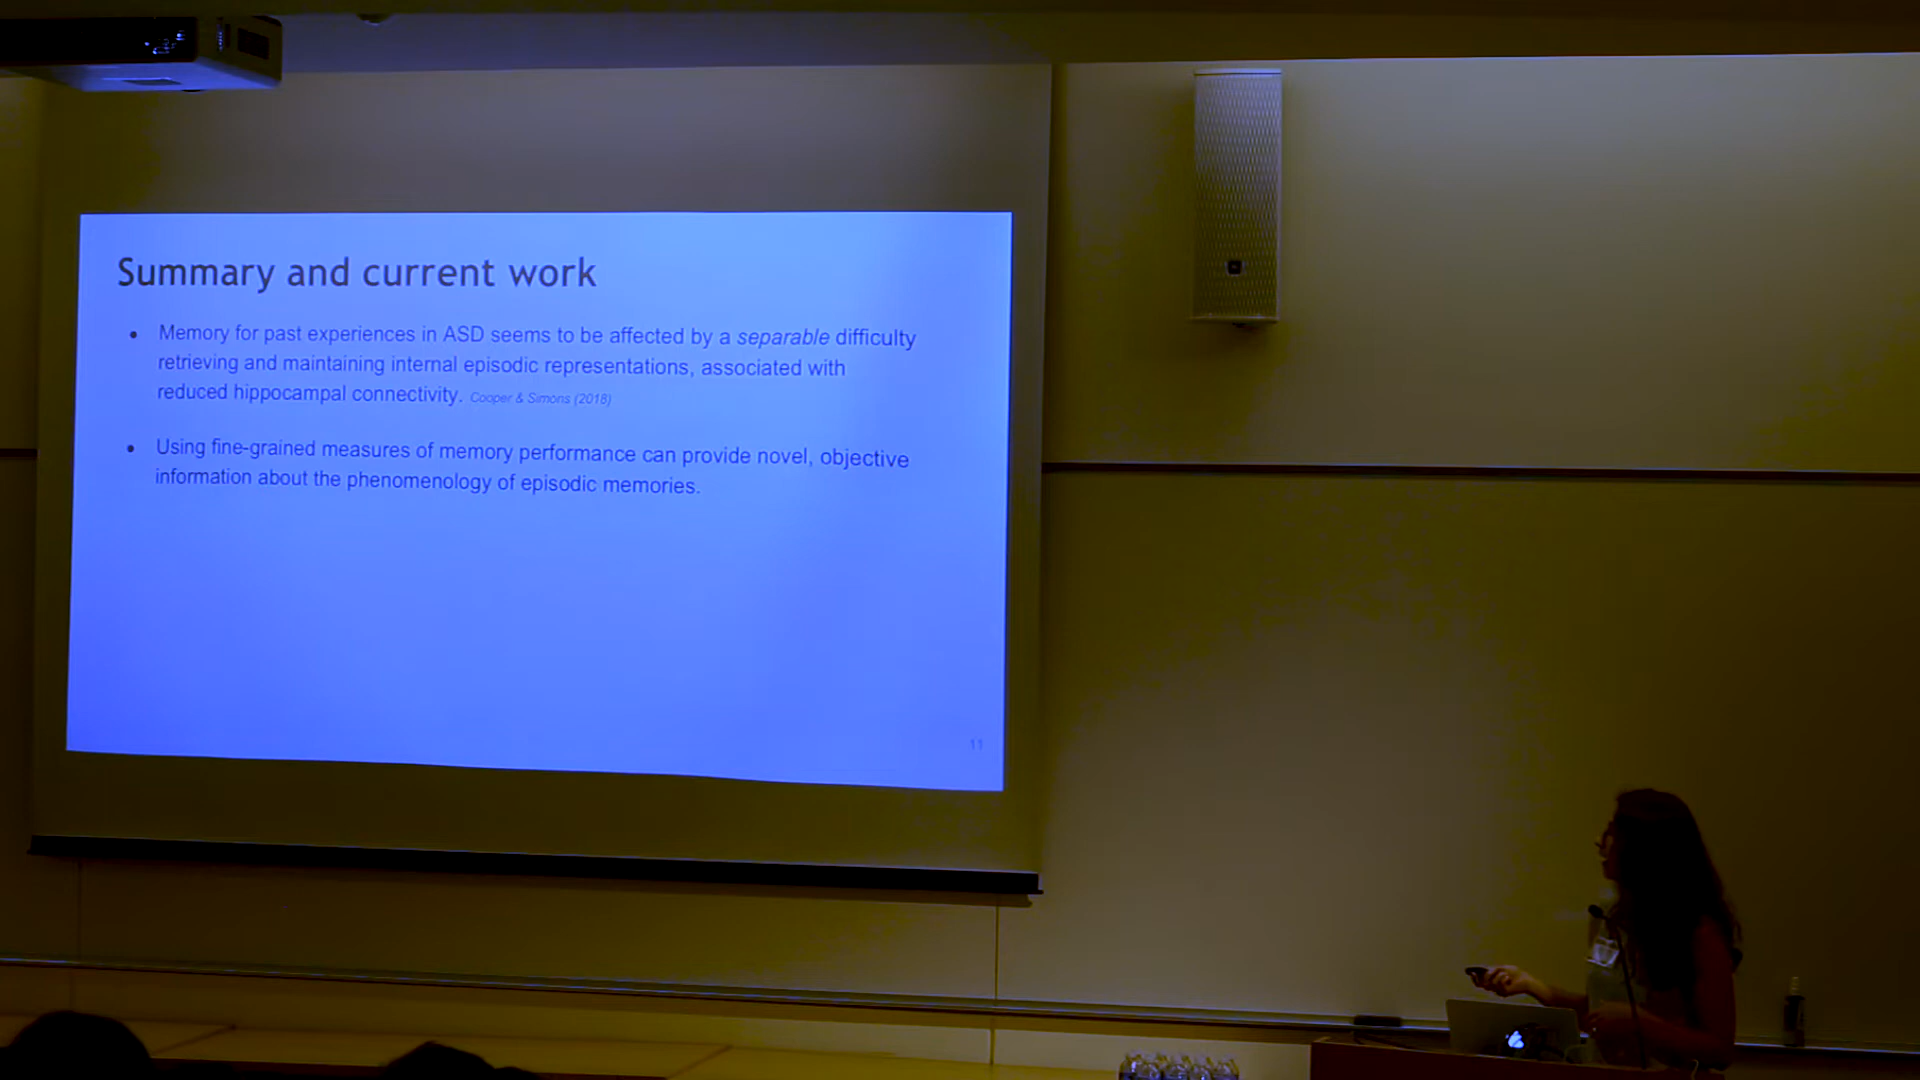 Summary and current work
• Memory for past experiences in ASD seems to be affected by a separable difficulty
retrieving and maintaining internal episodic representations, associated with
reduced hippocampal connectivity. Cooper & Simons (2018)
• Using fine-grained measures of memory performance can provide novel, objective
information about the phenomenology of episodic memories.
11